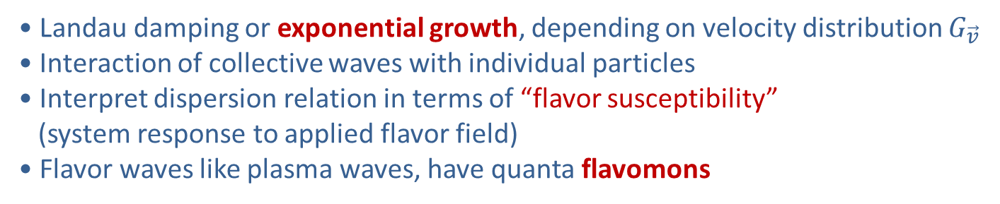 • Landau damping or exponential growth, depending on velocity distribution $G_{\vec{v}}$
• Interaction of collective waves with individual particles
• Interpret dispersion relation in terms of “flavor susceptibility”
(system response to applied flavor field)
• Flavor waves like plasma waves, have quanta flavomons